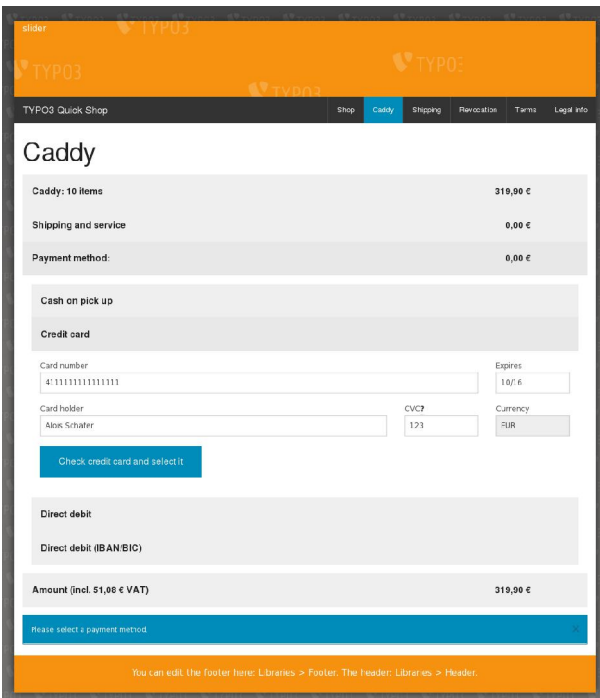 slider
TYPO3
TYPO3
TYPO3
TYPO3
TYPO3 Quick Shop
Shop Caddy Shipping Revocation Terms Legal info
Caddy
Caddy: 10 items 319,90 €
Shipping and service 0,00 €
Payment method: 0,00 €
Cash on pick up
Credit card
Card number Expires
4111111111111111 10/16
Card holder CVC? Currency
Alois Schafer 123 EUR
Check credit card and select it
Direct debit
Direct debit (IBAN/BIC)
Amount (incl. 51,08 € VAT) 319,90 €
Please select a payment method. ×
You can edit the footer here: Libraries > Footer. The header: Libraries > Header.